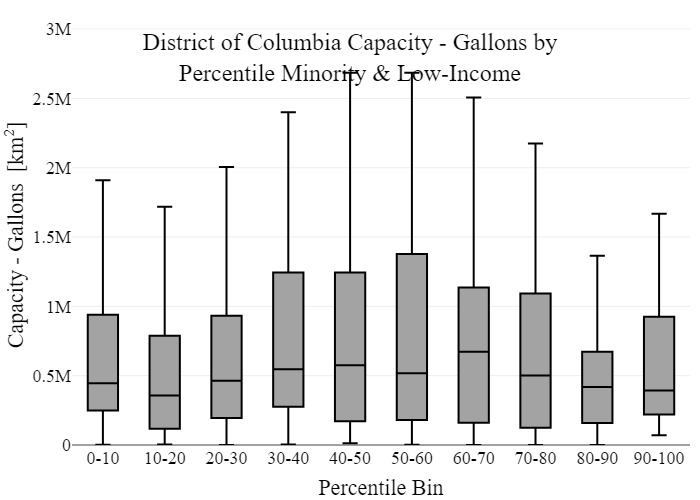 District of Columbia Capacity - Gallons by
Percentile Minority & Low-Income
Capacity - Gallons [km²]
3M
2.5M
2M
1.5M
1M
0.5M
0
0-10 10-20 20-30 30-40 40-50 50-60 60-70 70-80 80-90 90-100
Percentile Bin